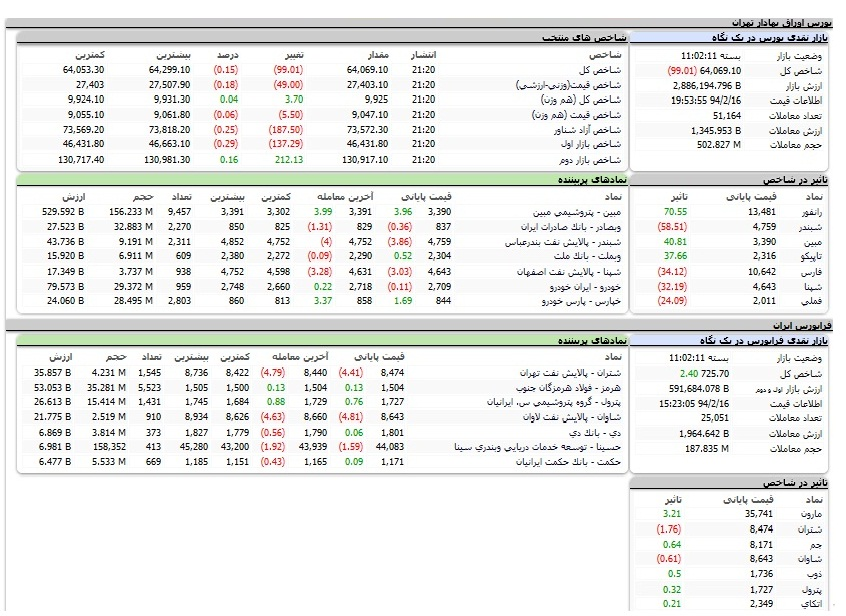 بورس اوراق بهادار تهران
بازار نقدی بورس در یک نگاه
وضعیت بازار بسته 11:02:11
شاخص کل 64,069.10 (99.01)
ارزش بازار 2,886,194.796 B
اطلاعات قیمت 94/2/16 19:53:55
تعداد معاملات 51,164
ارزش معاملات 1,345.953 B
حجم معاملات 502.827 M
شاخص های منتخب
شاخص انتشار مقدار تغییر درصد بیشترین کمترین
شاخص کل 21:20 64,069.10 (99.01) (0.15) 64,299.10 64,053.30
شاخص قیمت(وزنی-ارزشی) 21:20 27,403.10 (49.00) (0.18) 27,507.90 27,403
شاخص کل (هم وزن) 21:20 9,925 3.70 0.04 9,931.30 9,924.10
شاخص قیمت (هم وزن) 21:20 9,047.10 (5.50) (0.06) 9,061.80 9,055.10
شاخص آزاد شناور 21:20 73,572.30 (187.50) (0.25) 73,818.20 73,569.20
شاخص بازار اول 21:20 46,431.80 (137.29) (0.29) 46,663.10 46,431.80
شاخص بازار دوم 21:20 130,917.10 212.13 0.16 130,981.30 130,717.40
تاثیر در شاخص
نماد قیمت پایانی تاثیر
رانفور 13,481 70.55
شبندر 4,759 (58.51)
مبین 3,390 40.81
تاپیکو 2,316 37.66
فارس 10,642 (34.12)
شپنا 4,643 (32.19)
فملی 2,011 (24.09)
نمادهای پربیننده
نماد قیمت پایانی آخرین معامله کمترین بیشترین تعداد حجم ارزش
مبین - پتروشیمی مبین 3,390 3.96 3,391 3.99 3,302 3,391 9,457 156.233 M 529.592 B
وبصادر - بانک صادرات ایران 837 (0.36) 829 (1.31) 825 850 2,270 32.883 M 27.523 B
شبندر - پالایش نفت بندرعباس 4,759 (3.86) 4,752 (4) 4,752 4,852 2,311 9.191 M 43.736 B
وبملت - بانک ملت 2,304 0.52 2,290 (0.09) 2,272 2,380 609 6.911 M 15.920 B
شپنا - پالایش نفت اصفهان 4,643 (3.03) 4,631 (3.28) 4,598 4,752 938 3.737 M 17.349 B
خودرو - ایران خودرو 2,709 (0.11) 2,718 0.22 2,660 2,748 959 29.372 M 79.573 B
خپارس - پارس خودرو 844 1.69 858 3.37 813 860 2,803 28.495 M 24.060 B
فرابورس ایران
بازار نقدی فرابورس در یک نگاه
وضعیت بازار بسته 11:02:11
شاخص کل 725.70 2.40
ارزش بازار اول و دوم 591,684.078 B
اطلاعات قیمت 94/2/16 15:23:05
تعداد معاملات 25,051
ارزش معاملات 1,964.642 B
حجم معاملات 187.835 M
نمادهای پربیننده
نماد قیمت پایانی آخرین معامله کمترین بیشترین تعداد حجم ارزش
شتران - پالایش نفت تهران 8,474 (4.41) 8,440 (4.79) 8,422 8,736 1,545 4.231 M 35.857 B
هرمز - فولاد هرمزگان جنوب 1,504 0.13 1,504 0.13 1,500 1,505 5,523 35.281 M 53.053 B
پترول - گروه پتروشیمی س. ایرانیان 1,727 0.76 1,729 0.88 1,684 1,745 1,431 15.414 M 26.613 B
شاوان - پالایش نفت لاوان 8,643 (4.81) 8,660 (4.63) 8,626 8,934 910 2.519 M 21.775 B
دی - بانک دی 1,801 0.06 1,790 (0.56) 1,779 1,827 373 3.814 M 6.869 B
حسینا - توسعه خدمات دریایی وبندری سینا 44,083 (1.59) 43,939 (1.92) 43,200 45,280 413 158,352 6.981 B
حکمت - بانک حکمت ایرانیان 1,171 0.09 1,165 (0.43) 1,151 1,185 669 5.533 M 6.477 B
تاثیر در شاخص
نماد قیمت پایانی تاثیر
مارون 35,741 3.21
شتران 8,474 (1.76)
جم 8,171 0.64
شاوان 8,643 (0.61)
ذوب 1,736 0.5
پترول 1,727 0.32
اتکای 2,349 0.21